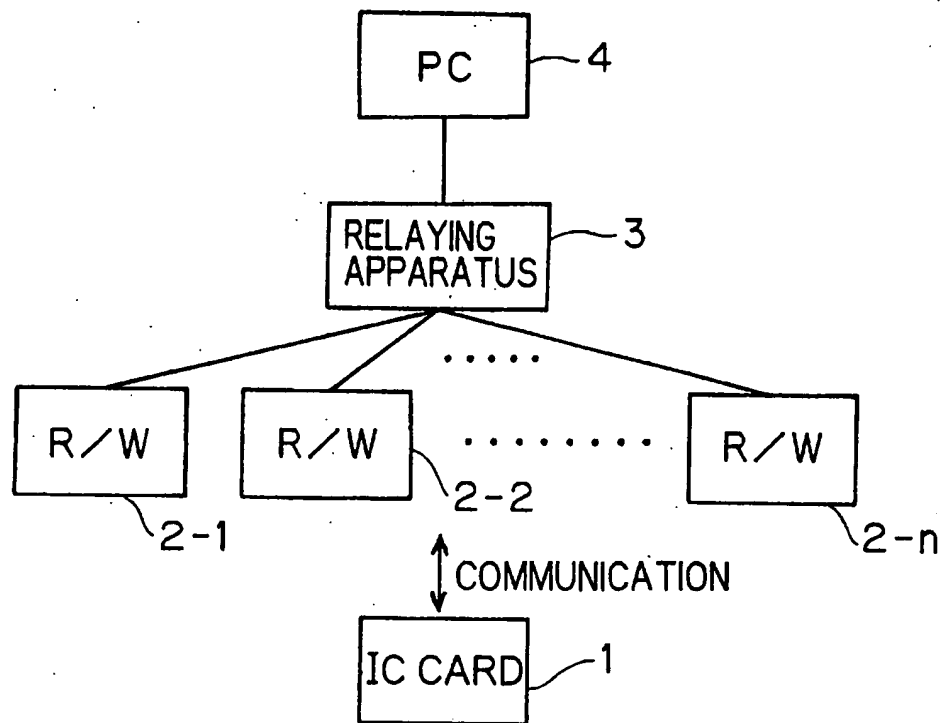 PC
4
RELAYING
APPARATUS
3
R/W
R/W
R/W
2-1
2-2
2-n
COMMUNICATION
IC CARD
1